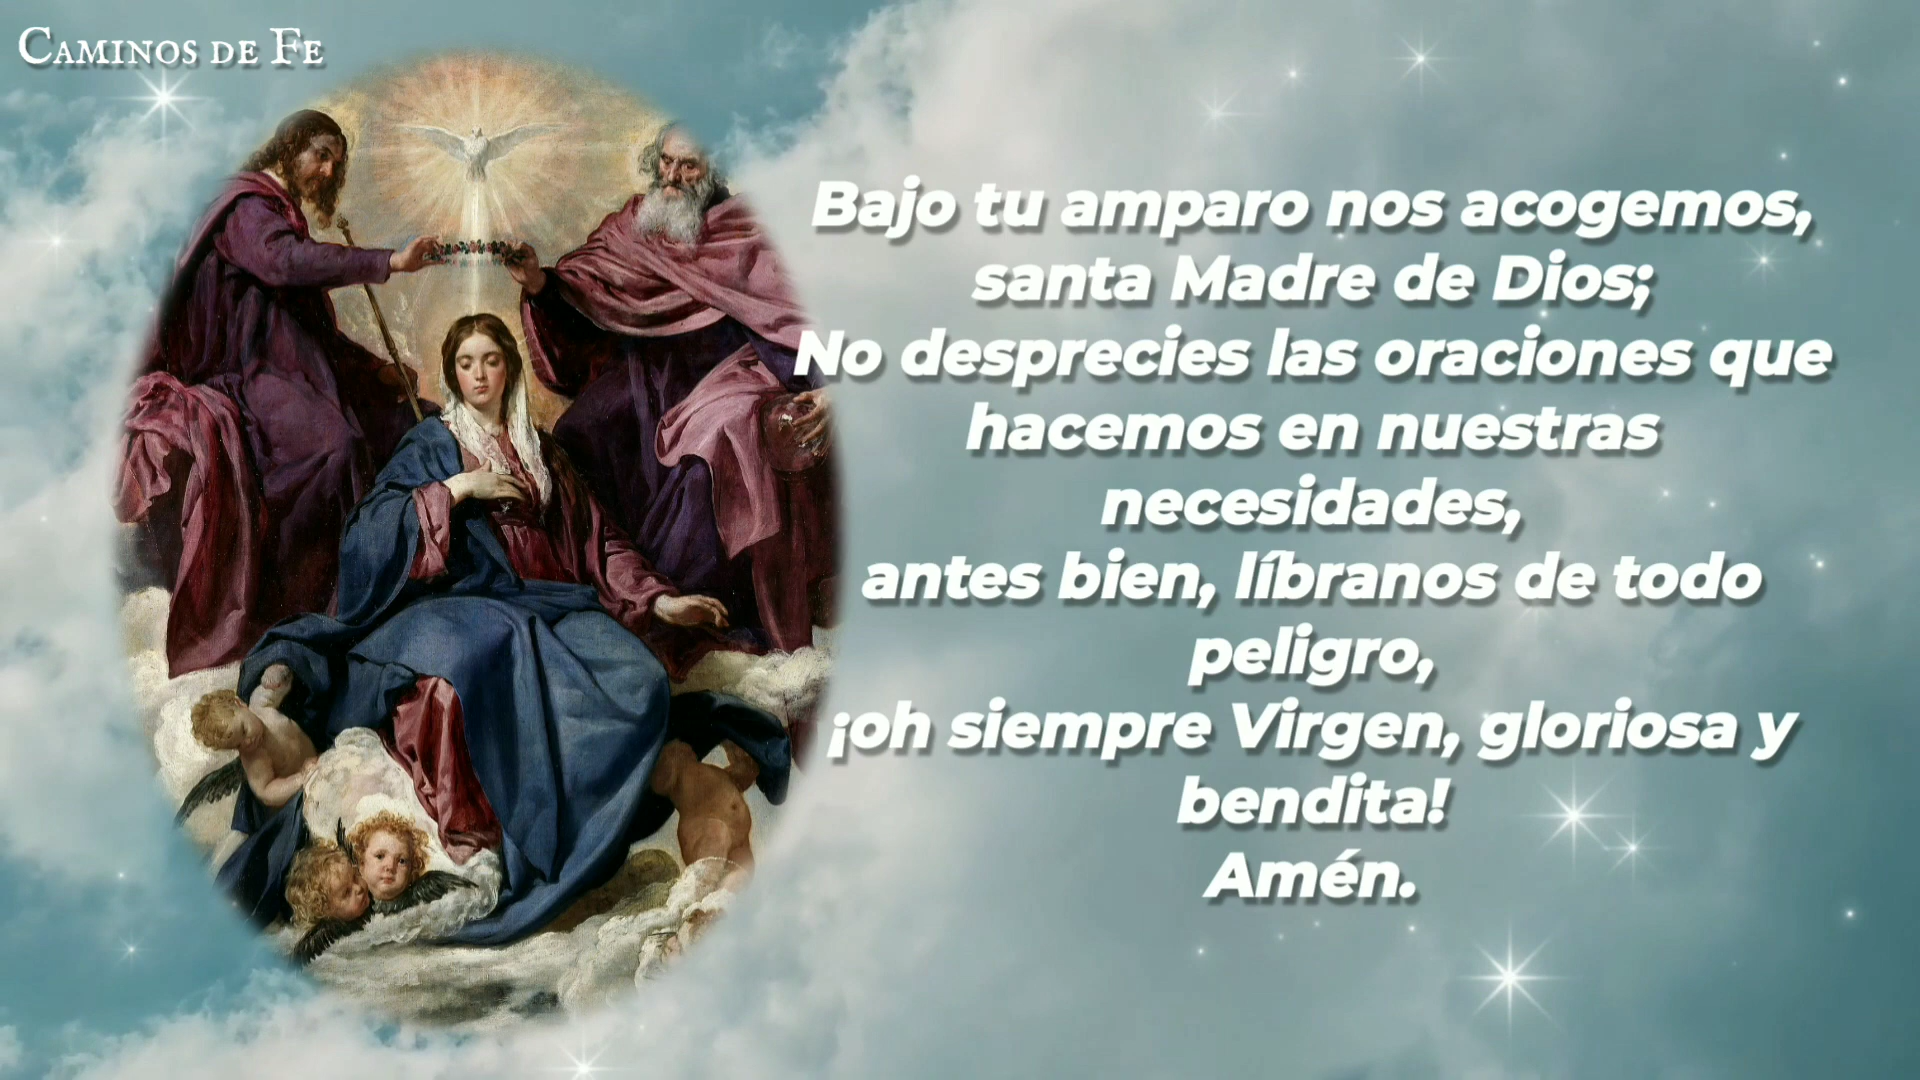 Caminos de Fe
Bajo tu amparo nos acogemos,
santa Madre de Dios;
No desprecies las oraciones que
hacemos en nuestras
necesidades,
antes bien, líbranos de todo
peligro,
¡oh siempre Virgen, gloriosa y
bendita!
Amén.